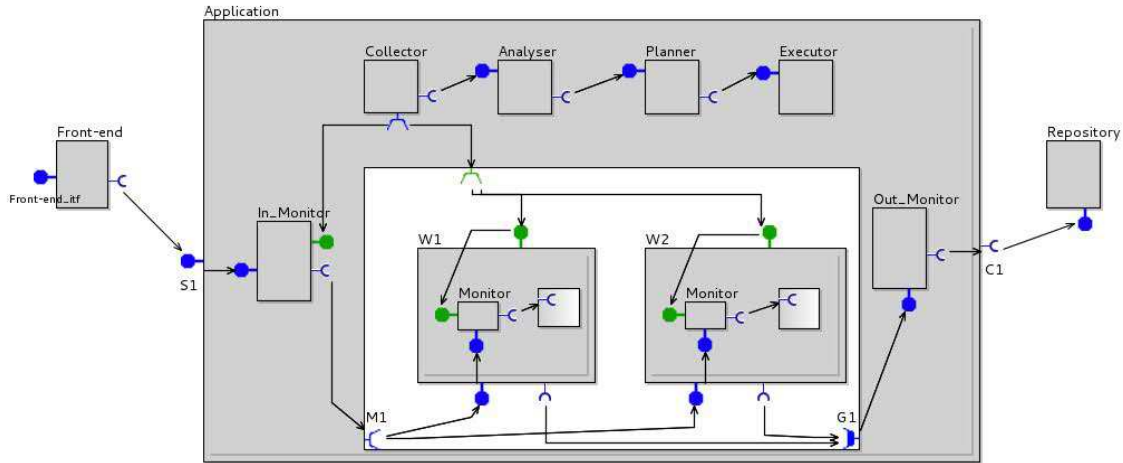 Application
Collector
Analyser
Planner
Executor
Front-end
Repository
Front-end_itf
In_Monitor
Out_Monitor
W1
W2
S1
C1
Monitor
Monitor
M1
G1